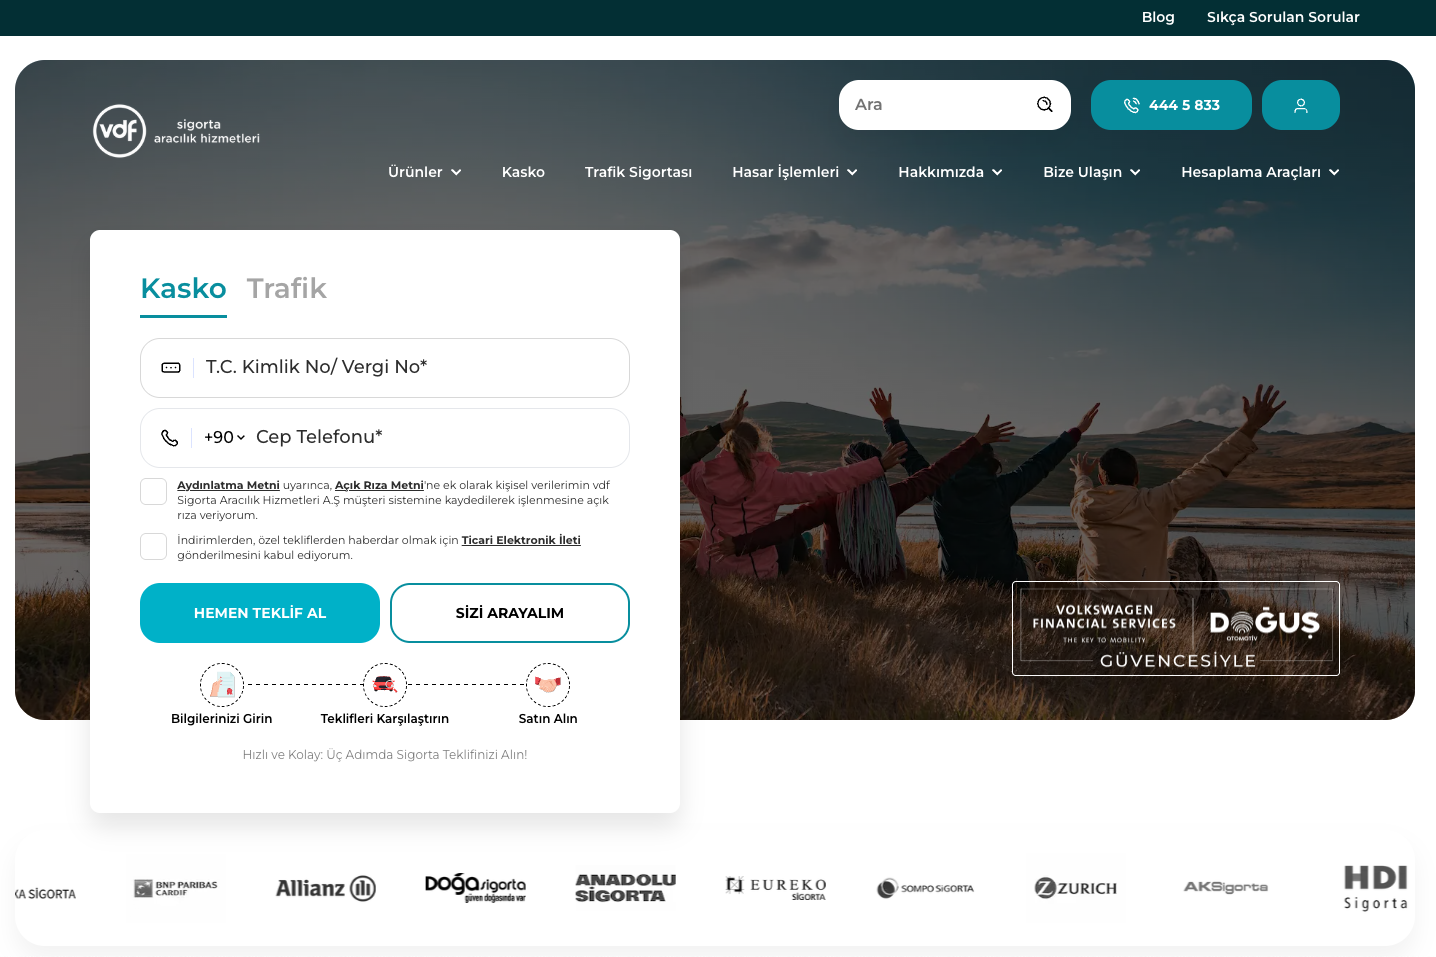 Blog
Sıkça Sorulan Sorular
vdf sigorta
aracılık hizmetleri
Ara
444 5 833
Ürünler
Kasko
Trafik Sigortası
Hasar İşlemleri
Hakkımızda
Bize Ulaşın
Hesaplama Araçları
Kasko
Trafik
T.C. Kimlik No/ Vergi No*
+90
Cep Telefonu*
Aydınlatma Metni uyarınca, Açık Rıza Metni'ne ek olarak kişisel verilerimin vdf
Sigorta Aracılık Hizmetleri A.Ş müşteri sistemine kaydedilerek işlenmesine açık
rıza veriyorum.
İndirimlerden, özel tekliflerden haberdar olmak için Ticari Elektronik İleti
gönderilmesini kabul ediyorum.
HEMEN TEKLİF AL
SİZİ ARAYALIM
Bilgilerinizi Girin
Teklifleri Karşılaştırın
Satın Alın
Hızlı ve Kolay: Üç Adımda Sigorta Teklifinizi Alın!
VOLKSWAGEN
FINANCIAL SERVICES
THE KEY TO MOBILITY
DOĞUŞ
OTOMOTİV
GÜVENCESİYLE
KA SİGORTA
BNP PARIBAS
CARDIF
Allianz
Doğa sigorta
güven doğasında var
ANADOLU
SİGORTA
EUREKO
SİGORTA
SOMPO SİGORTA
ZURICH
AKSigorta
HDI
Sigorta